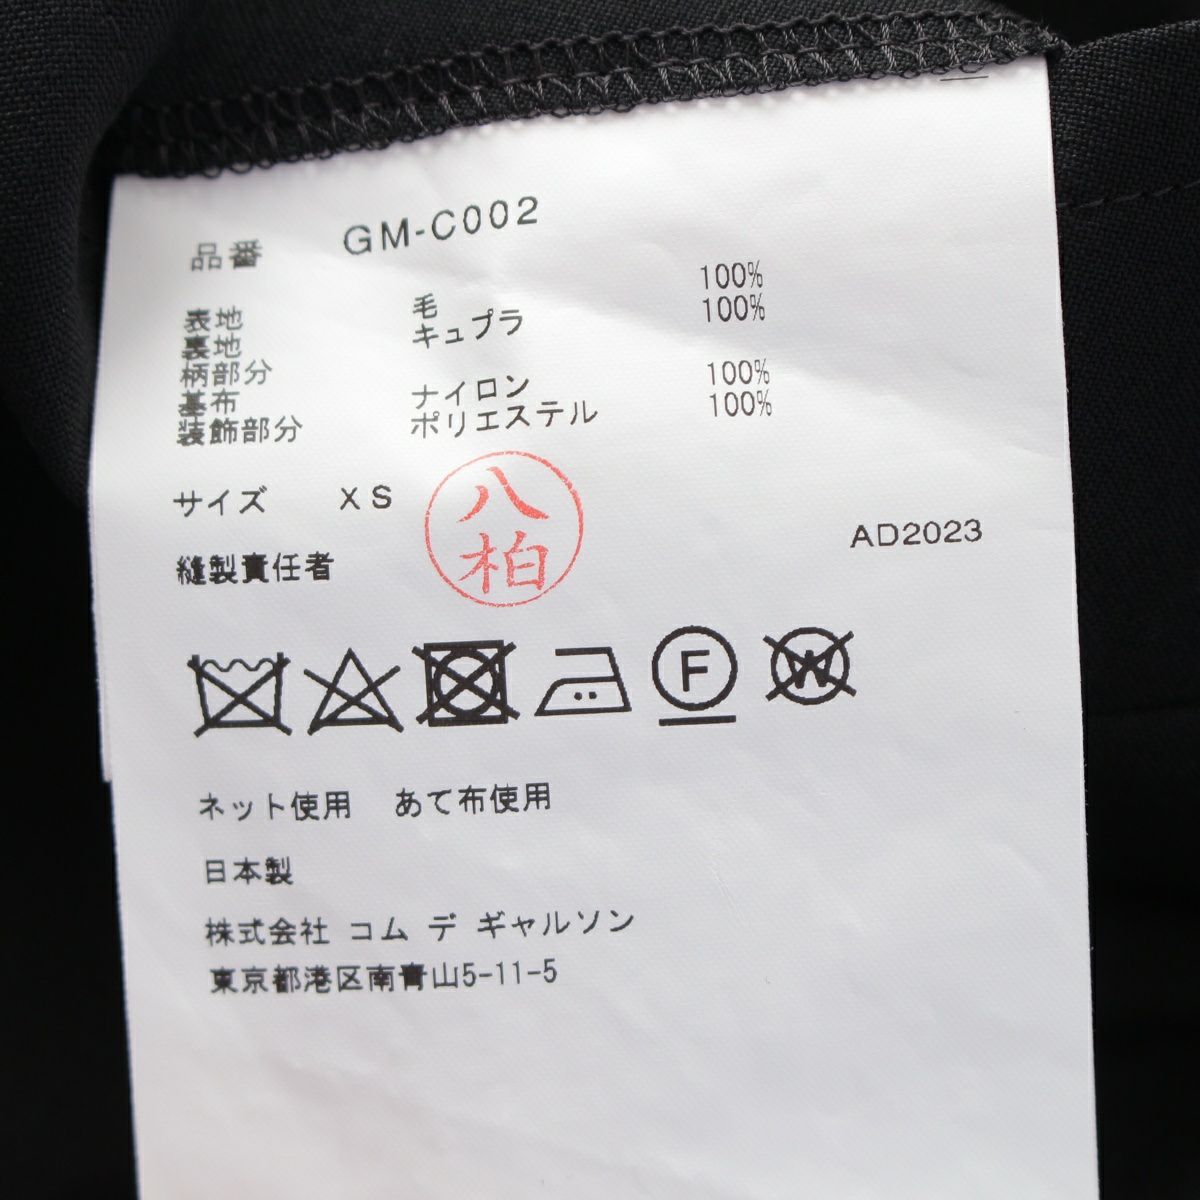 品番 GM-C002
表地 毛 100%
裏地 キュプラ 100%
柄部分
基布 ナイロン 100%
装飾部分 ポリエステル 100%
サイズ XS
八柏
縫製責任者
AD2023
F
W
ネット使用 あて布使用
日本製
株式会社 コム デ ギャルソン
東京都港区南青山5-11-5